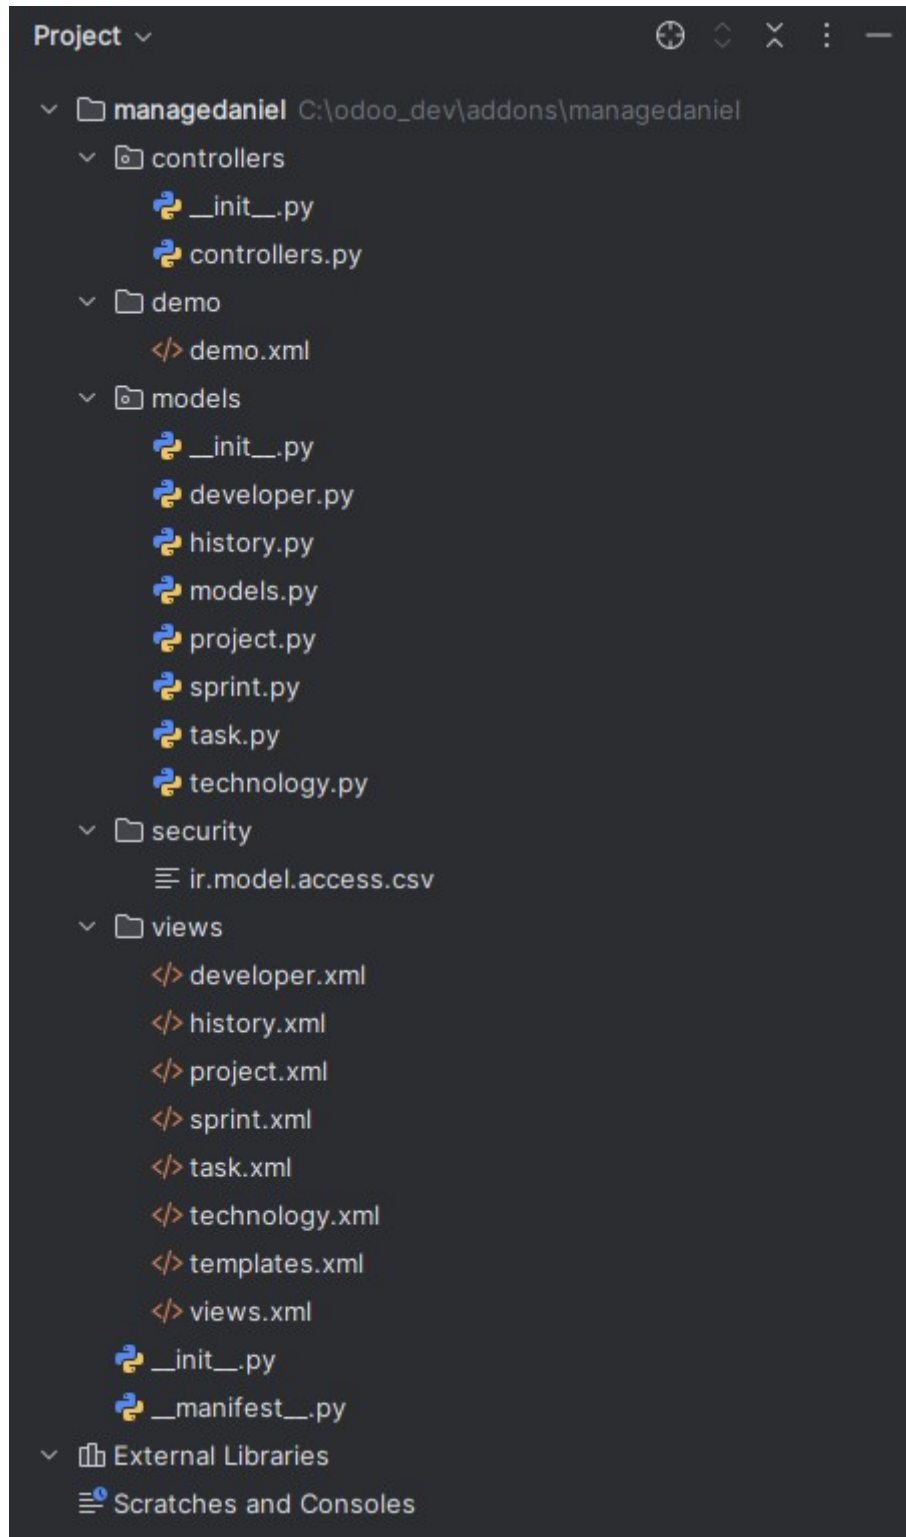 Project
managedaniel C:\odoo_dev\addons\managedaniel
controllers
__init__.py
controllers.py
demo
demo.xml
models
__init__.py
developer.py
history.py
models.py
project.py
sprint.py
task.py
technology.py
security
ir.model.access.csv
views
developer.xml
history.xml
project.xml
sprint.xml
task.xml
technology.xml
templates.xml
views.xml
__init__.py
__manifest__.py
External Libraries
Scratches and Consoles